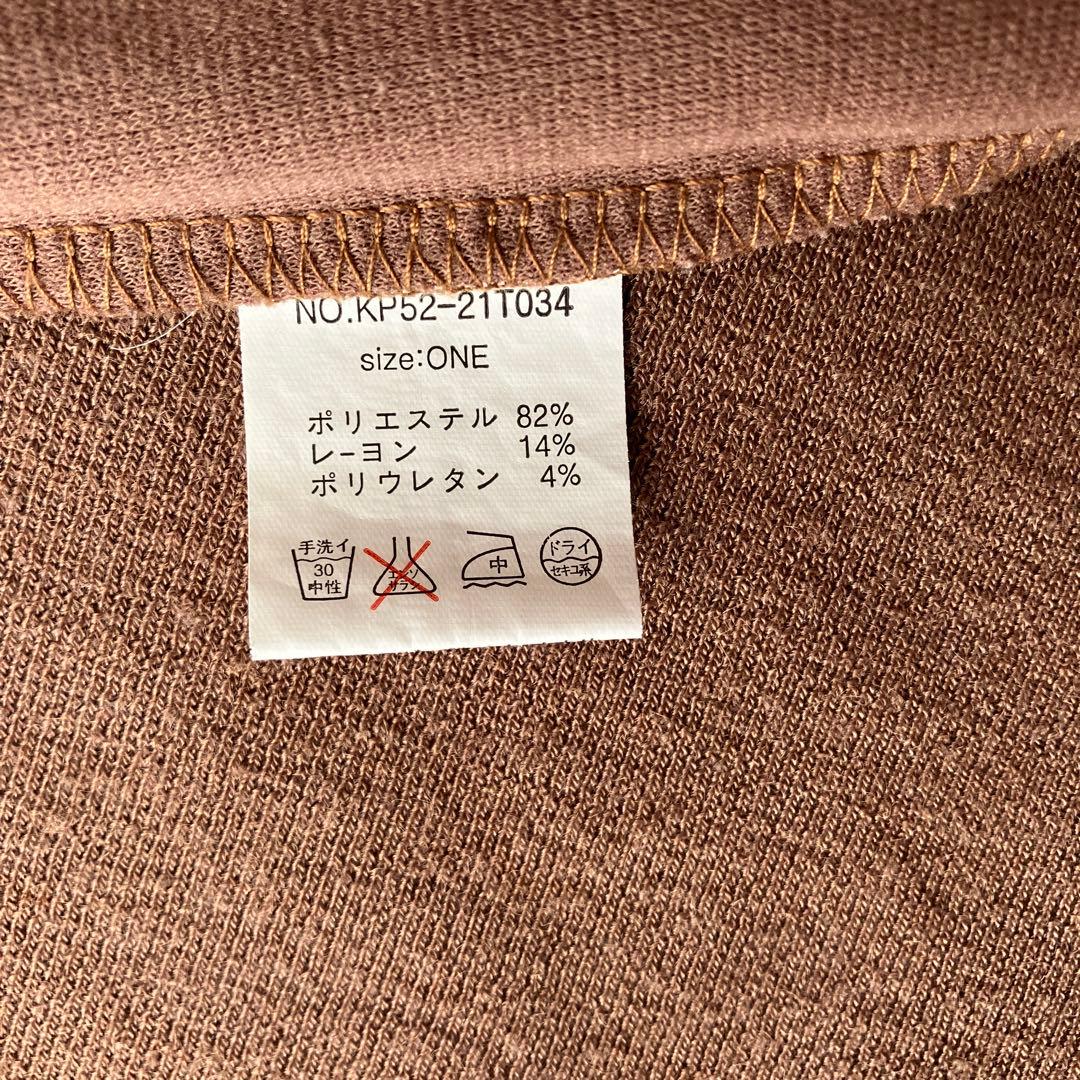 NO.KP52-21T034
size:ONE
ポリエステル 82%
レーヨン 14%
ポリウレタン 4%
手洗イ
30
中性
エンソ
サラシ
中
ドライ
セキユ系